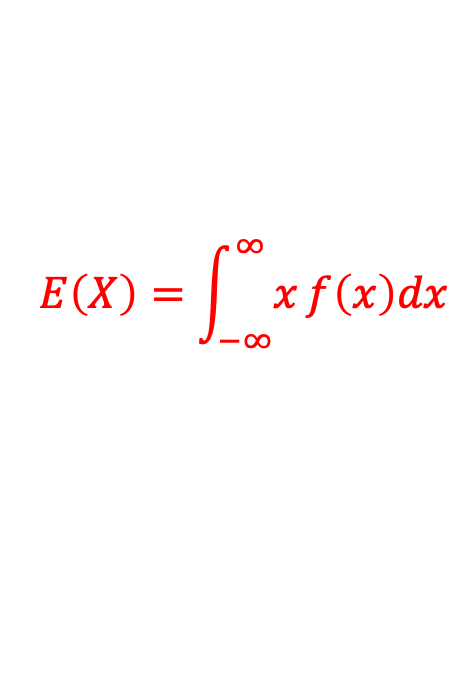 E(X) = ∫_{-∞}^{∞} x f(x)dx